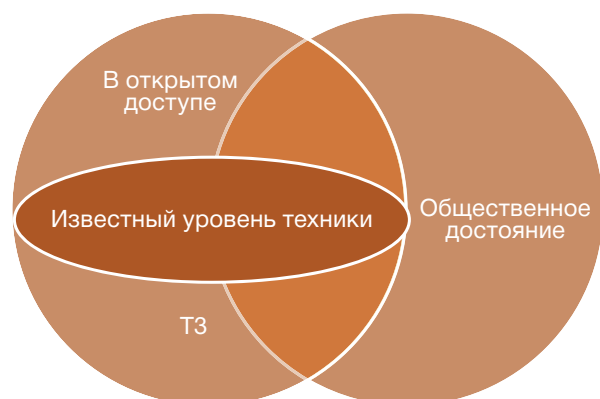 В открытом
доступе
Известный уровень техники
Общественное
достояние
ТЗ